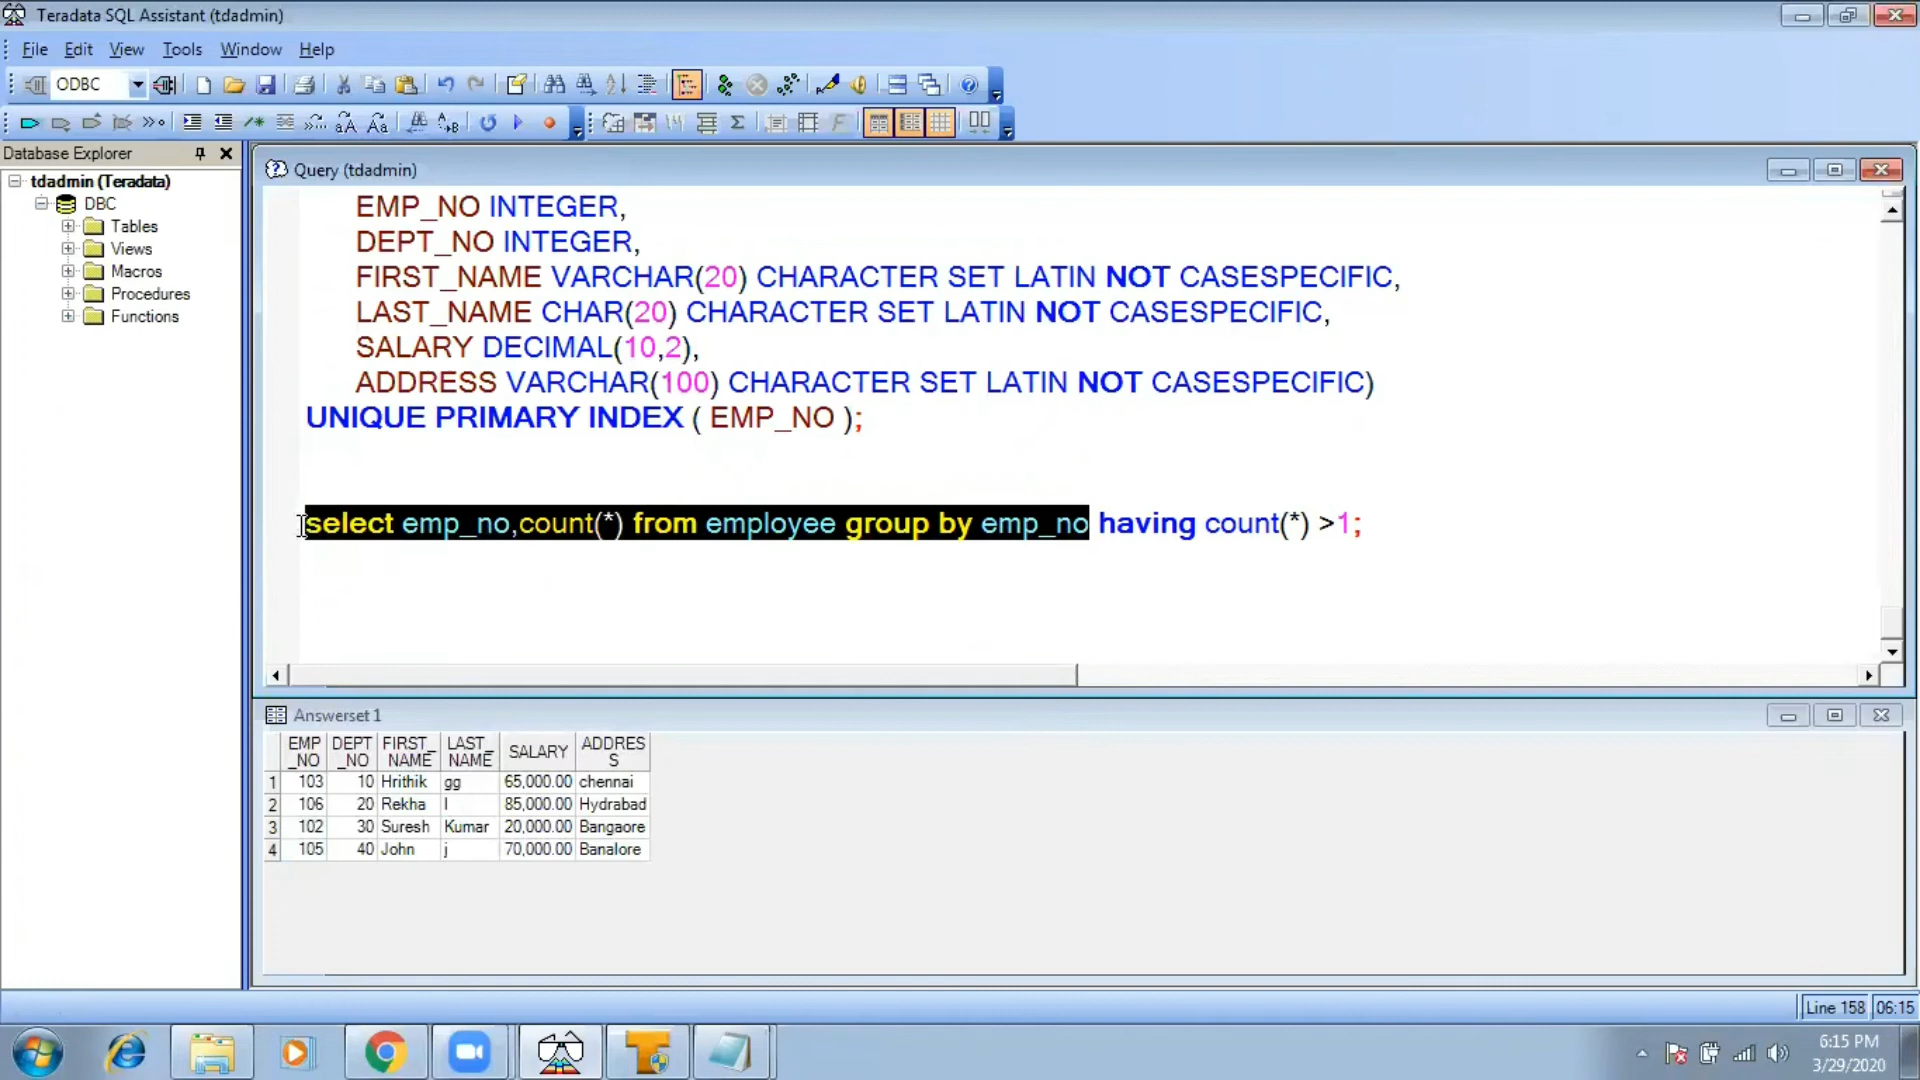 Teradata SQL Assistant (tdadmin)
File Edit View Tools Window Help
ODBC
Database Explorer
tdadmin (Teradata)
DBC
Tables
Views
Macros
Procedures
Functions
Query (tdadmin)
EMP_NO INTEGER,
DEPT_NO INTEGER,
FIRST_NAME VARCHAR(20) CHARACTER SET LATIN NOT CASESPECIFIC,
LAST_NAME CHAR(20) CHARACTER SET LATIN NOT CASESPECIFIC,
SALARY DECIMAL(10,2),
ADDRESS VARCHAR(100) CHARACTER SET LATIN NOT CASESPECIFIC)
UNIQUE PRIMARY INDEX ( EMP_NO );
select emp_no,count(*) from employee group by emp_no having count(*) >1;
Answerset 1
EMP_NO DEPT_NO FIRST_NAME LAST_NAME SALARY ADDRESS
1 103 10 Hrithik gg 65,000.00 chennai
2 106 20 Rekha l 85,000.00 Hydrabad
3 102 30 Suresh Kumar 20,000.00 Bangaore
4 105 40 John j 70,000.00 Banalore
Line 158 06:15
6:15 PM
3/29/2020